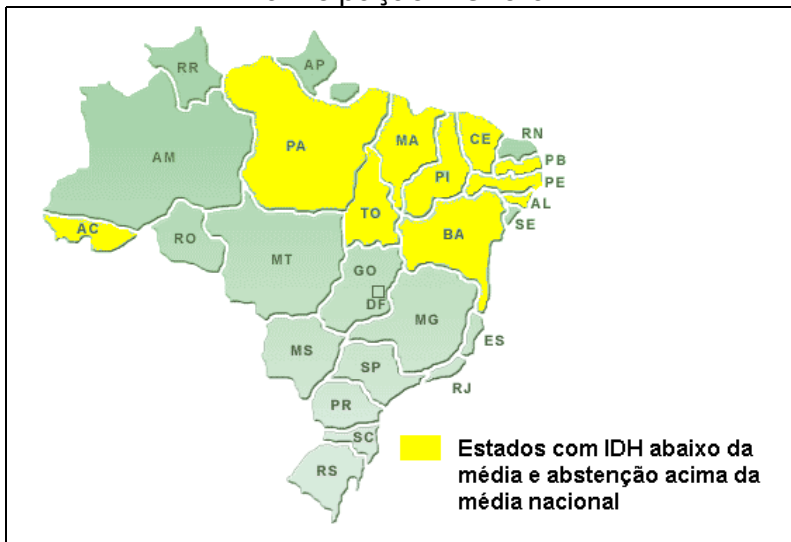 RR
AP
AM
PA
MA
CE
RN
PB
PI
PE
AL
TO
SE
AC
RO
BA
MT
GO
DF
MG
ES
MS
SP
RJ
PR
SC
RS
Estados com IDH abaixo da
média e abstenção acima da
média nacional